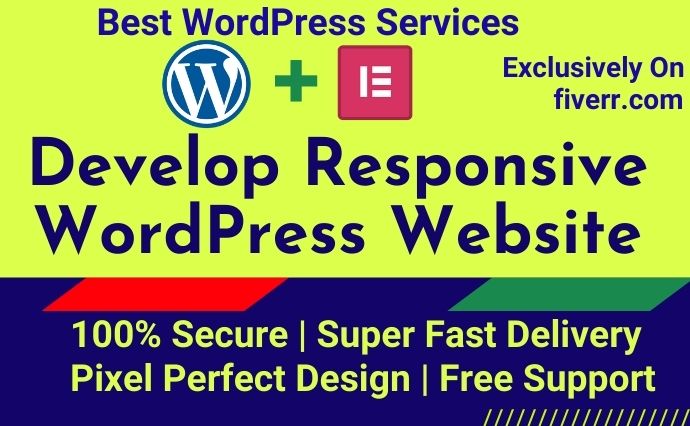 Best WordPress Services
Exclusively On
fiverr.com
Develop Responsive
WordPress Website
100% Secure | Super Fast Delivery
Pixel Perfect Design | Free Support